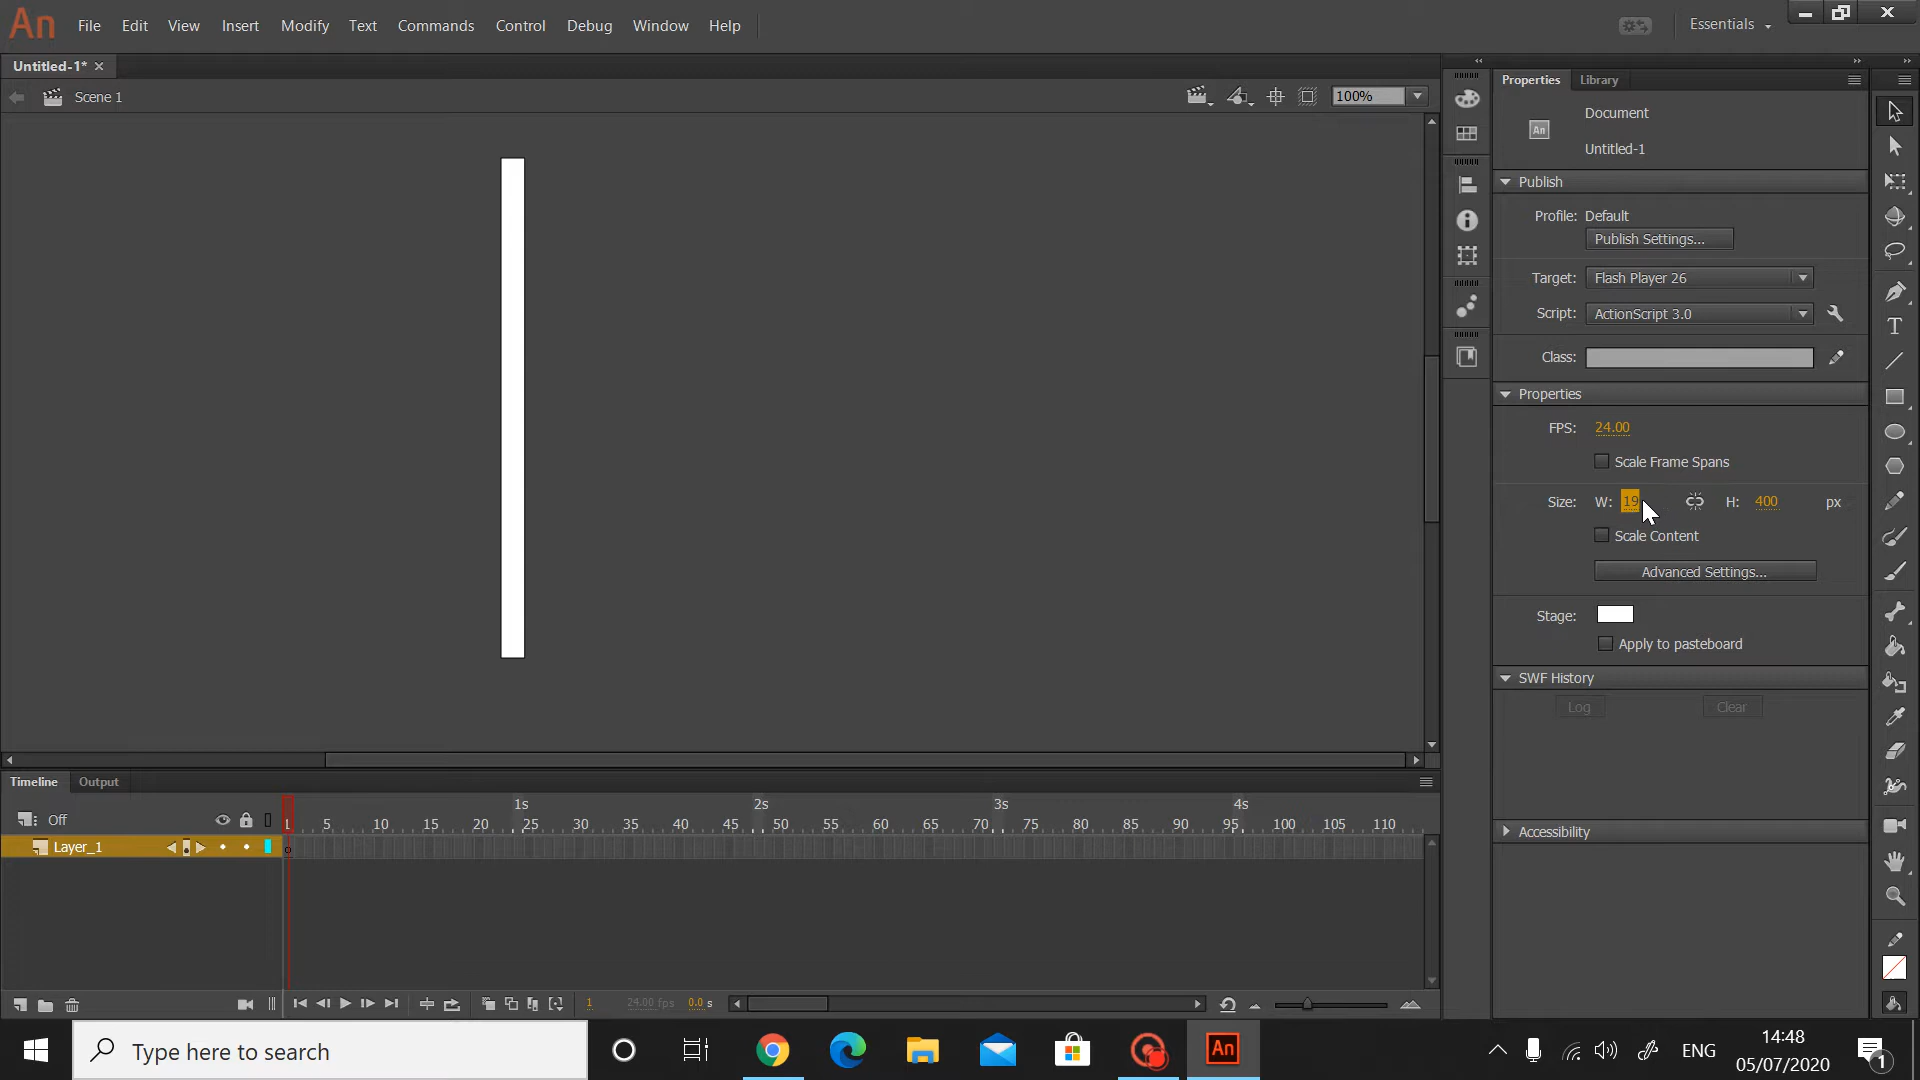 An File Edit View Insert Modify Text Commands Control Debug Window Help Essentials
Untitled-1*
Scene 1 100%
Properties Library
An Document
Untitled-1
Publish
Profile: Default
Publish Settings...
Target: Flash Player 26
Script: ActionScript 3.0
Class:
Properties
FPS: 24.00
Scale Frame Spans
Size: W: 19 H: 400 px
Scale Content
Advanced Settings...
Stage:
Apply to pasteboard
SWF History
Log Clear
Accessibility
Timeline Output
1s 2s 3s 4s
Off 1 5 10 15 20 25 30 35 40 45 50 55 60 65 70 75 80 85 90 95 100 105 110
Layer_1
1 24.00 fps 0.0 s
Type here to search An ENG 14:48
05/07/2020 1